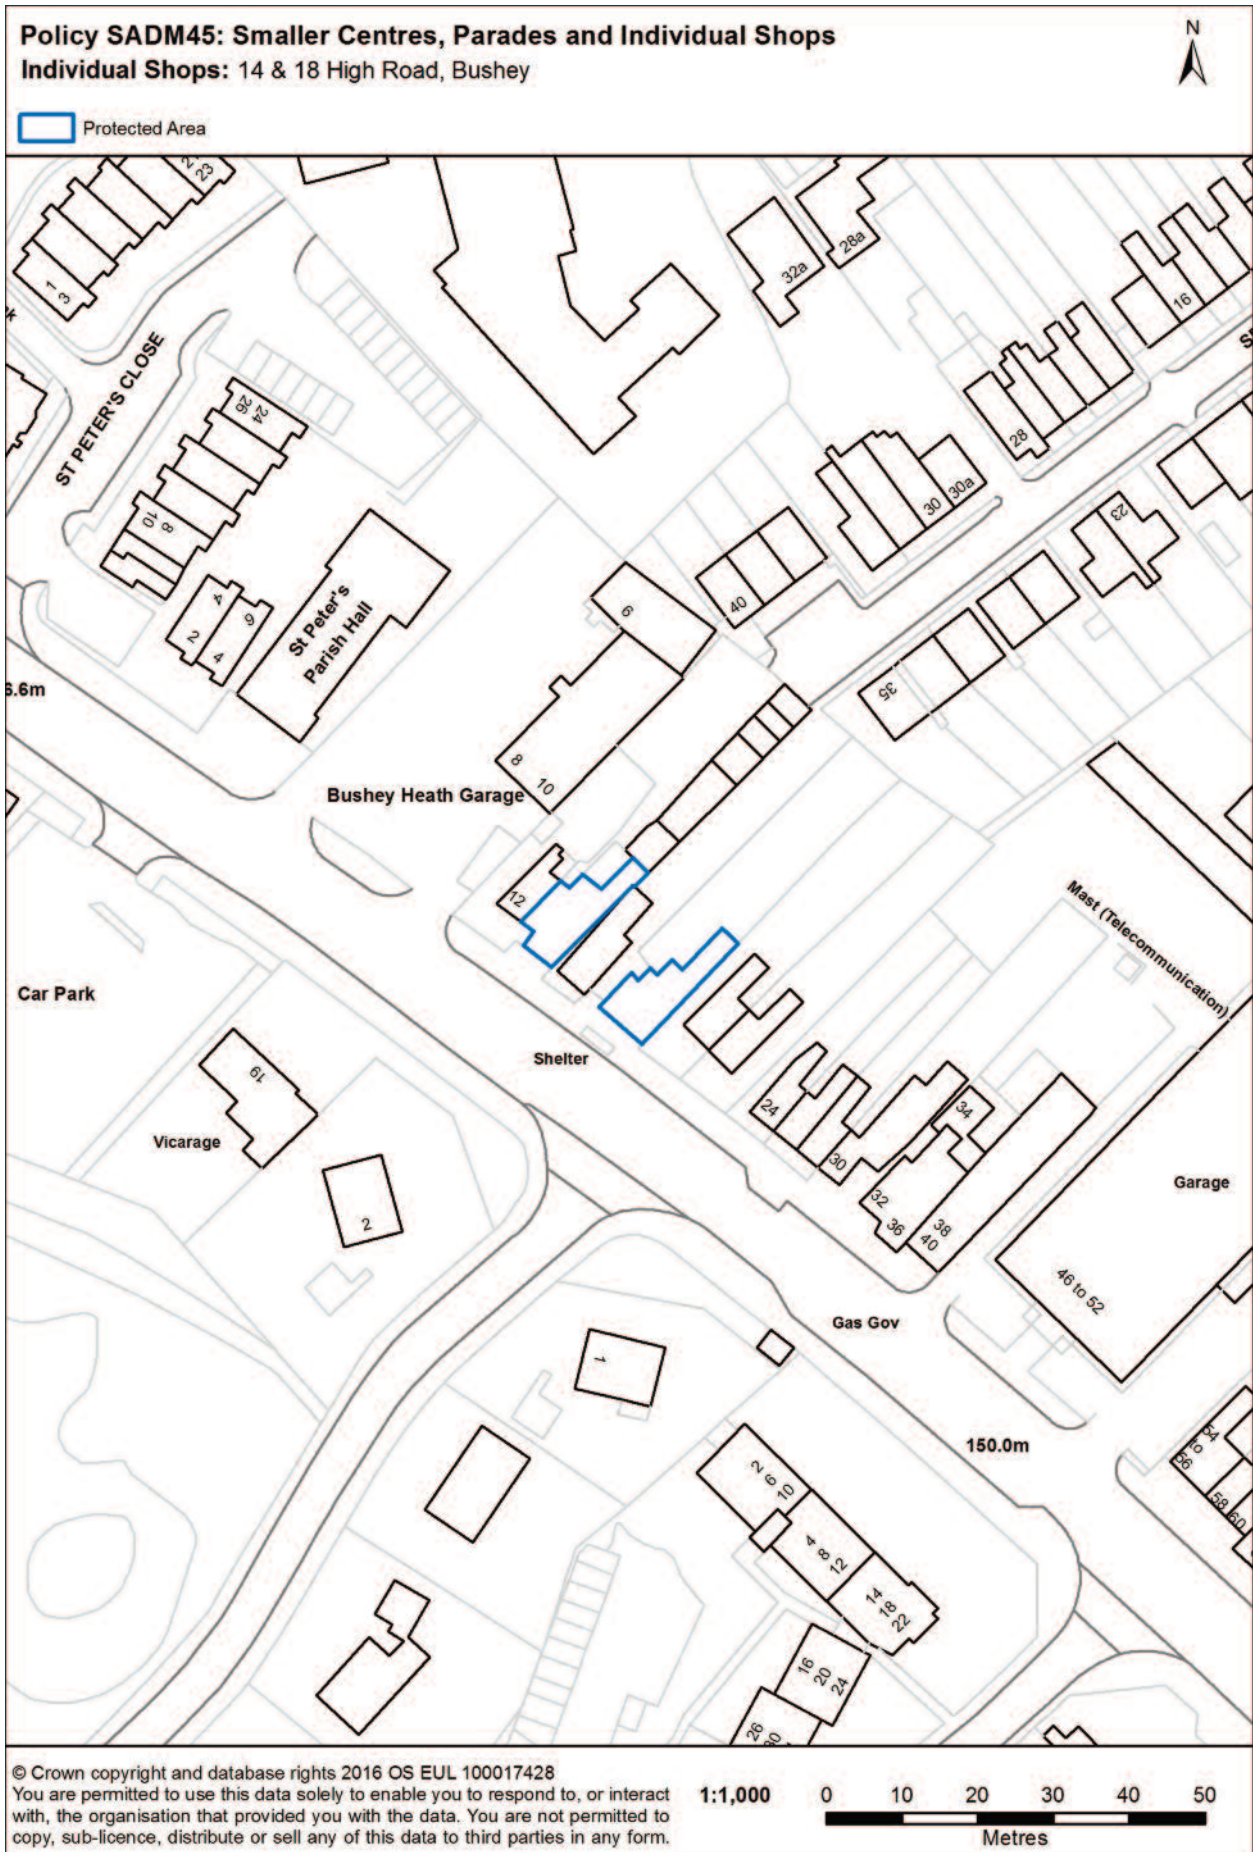 Policy SADM45: Smaller Centres, Parades and Individual Shops
Individual Shops: 14 & 18 High Road, Bushey
N
Protected Area
23
1
3
ST PETER'S CLOSE
26
24
10
8
4
2
6
4
St Peter's
Parish Hall
32a
28a
16
28
30
30a
40
23
35
6
6.6m
8
10
Bushey Heath Garage
12
Mast (Telecommunication)
Car Park
Shelter
19
Vicarage
2
24
30
34
32
36
38
40
Garage
46 to 52
Gas Gov
1
150.0m
54
to
66
58
60
2
6
10
4
8
12
14
18
22
16
20
24
26
30
© Crown copyright and database rights 2016 OS EUL 100017428
You are permitted to use this data solely to enable you to respond to, or interact
with, the organisation that provided you with the data. You are not permitted to
copy, sub-licence, distribute or sell any of this data to third parties in any form.
1:1,000
0 10 20 30 40 50
Metres